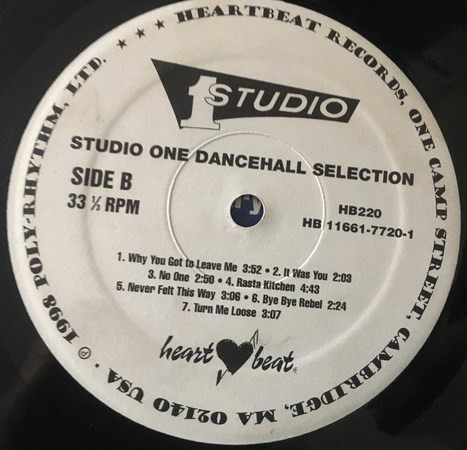 ★ ★ ★ HEARTBEAT RECORDS, ONE CAMP STREET, CAMBRIDGE, MA 02140 USA · ℗ 1998 POLY-RHYTHM, LTD.
1 STUDIO
STUDIO ONE DANCEHALL SELECTION
SIDE B
33 ⅓ RPM
HB220
HB 11661-7720-1
1. Why You Got to Leave Me 3:52 • 2. It Was You 2:03
3. No One 2:50 • 4. Rasta Kitchen 4:43
5. Never Felt This Way 3:06 • 6. Bye Bye Rebel 2:24
7. Turn Me Loose 3:07
heart beat®